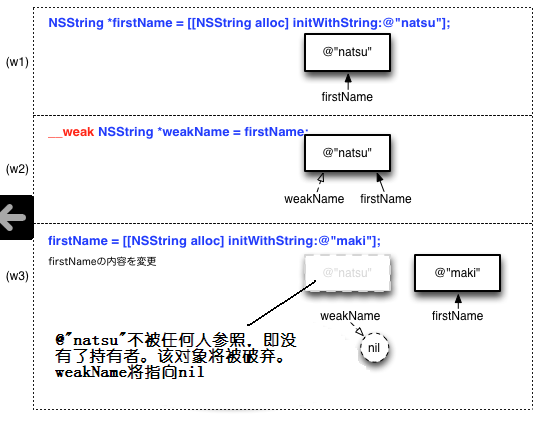 NSString *firstName = [[NSString alloc] initWithString:@"natsu"];
(w1)
@"natsu"
firstName
__weak NSString *weakName = firstName;
(w2)
@"natsu"
weakName
firstName
firstName = [[NSString alloc] initWithString:@"maki"];
firstNameの内容を変更
(w3)
@"natsu"
@"maki"
weakName
firstName
nil
@"natsu"不被任何人参照，即没
有了持有者。该对象将被破弃。
weakName将指向nil